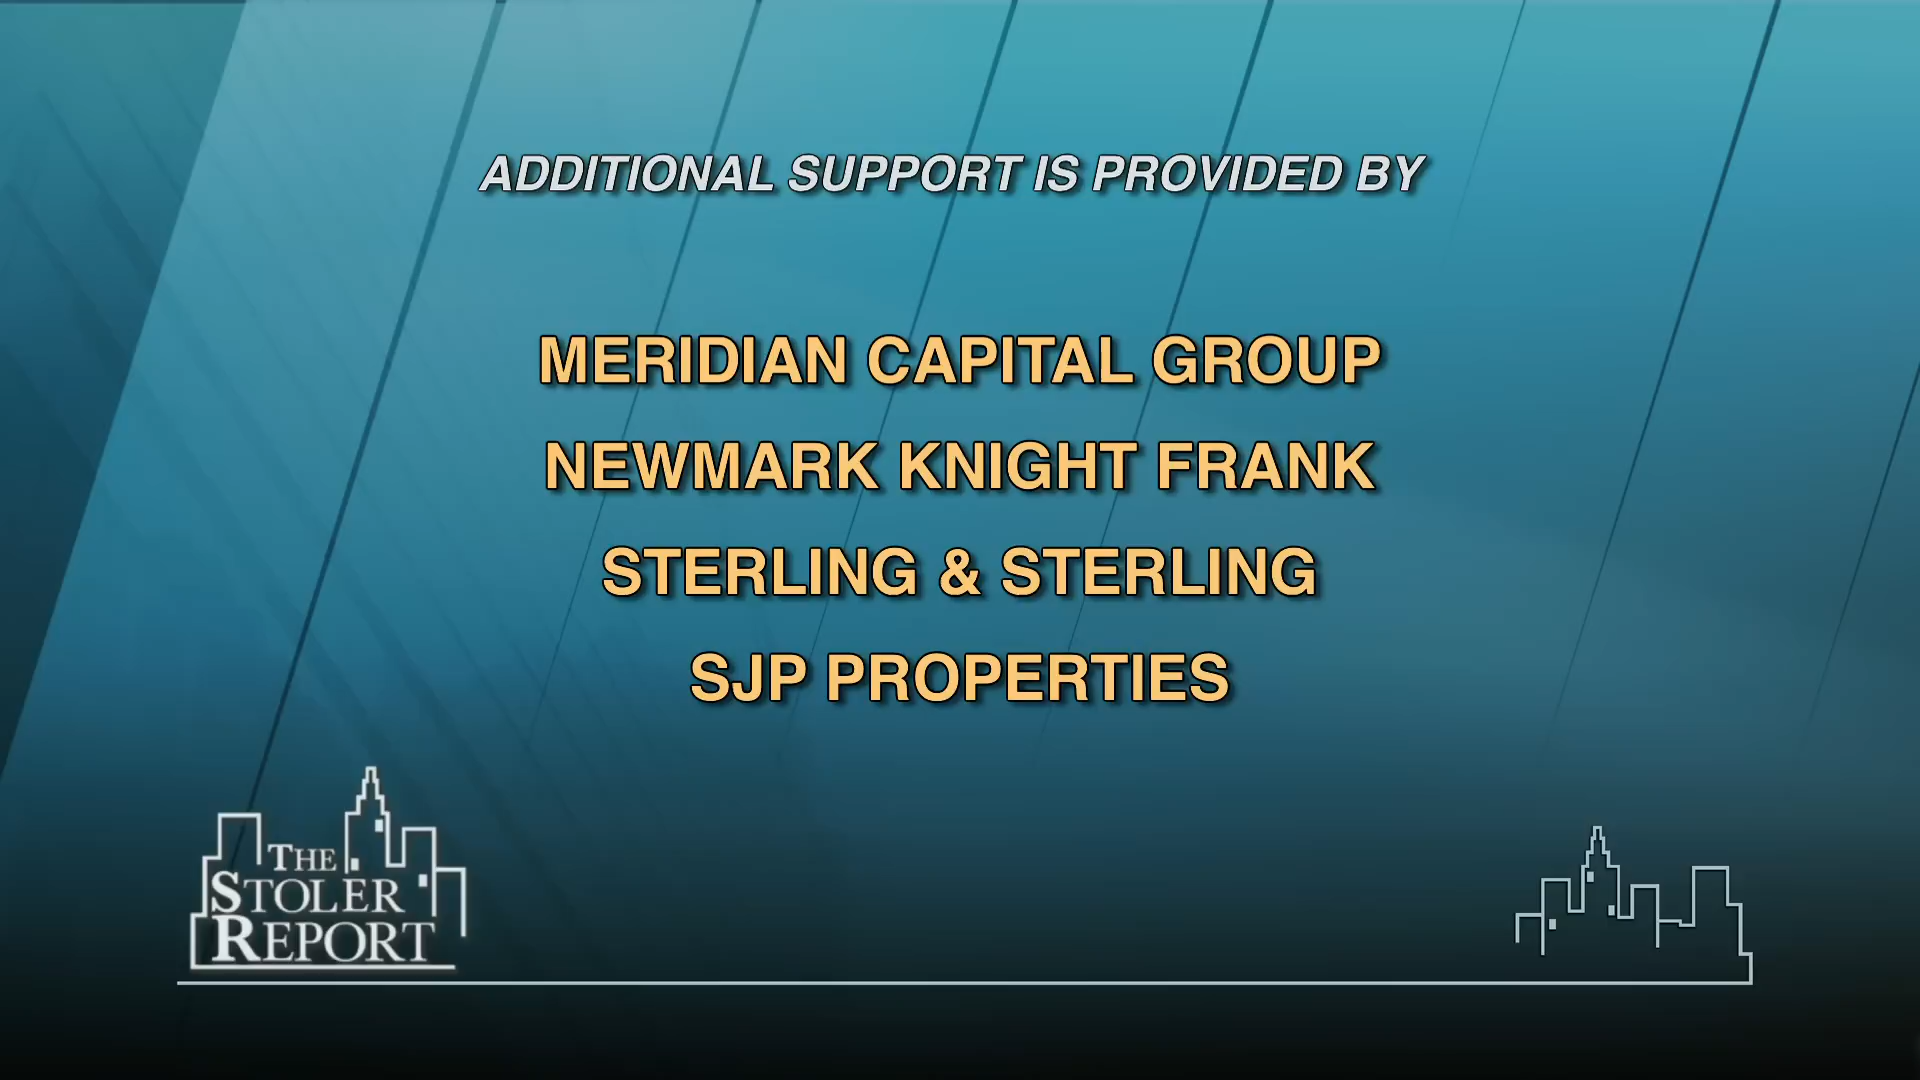 ADDITIONAL SUPPORT IS PROVIDED BY
MERIDIAN CAPITAL GROUP
NEWMARK KNIGHT FRANK
STERLING & STERLING
SJP PROPERTIES
THE
STOLER
REPORT